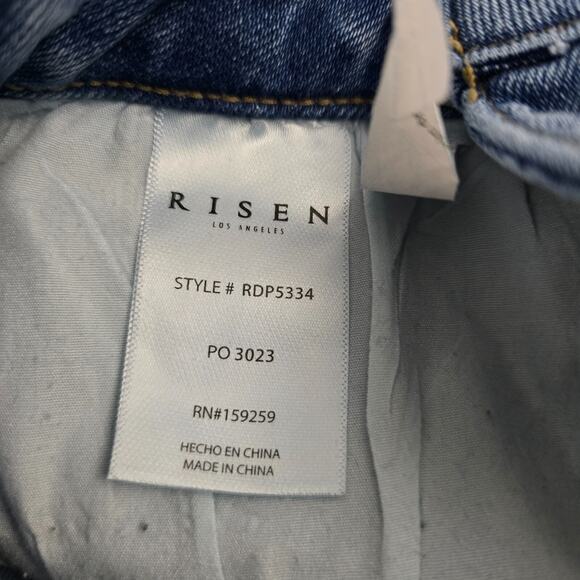 RISEN
LOS ANGELES
STYLE # RDP5334
PO 3023
RN#159259
HECHO EN CHINA
MADE IN CHINA